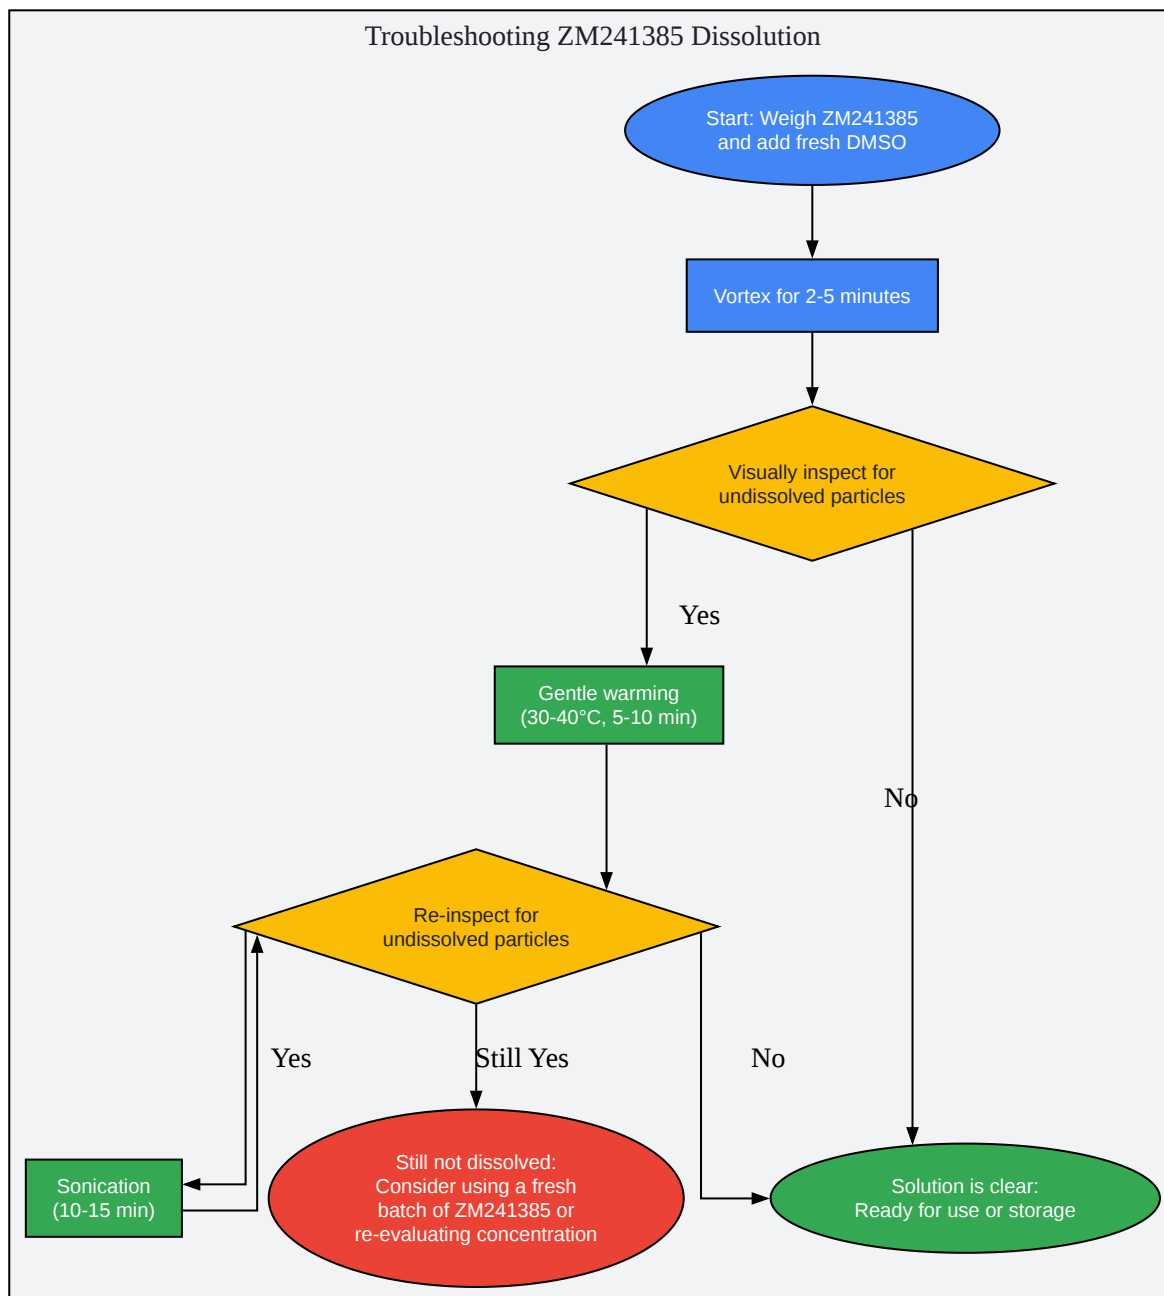 Troubleshooting ZM241385 Dissolution
Start: Weigh ZM241385
and add fresh DMSO
Vortex for 2-5 minutes
Visually inspect for
undissolved particles
Yes
Gentle warming
(30-40°C, 5-10 min)
No
Re-inspect for
undissolved particles
Yes
Still Yes
No
Sonication
(10-15 min)
Still not dissolved:
Consider using a fresh
batch of ZM241385 or
re-evaluating concentration
Solution is clear:
Ready for use or storage